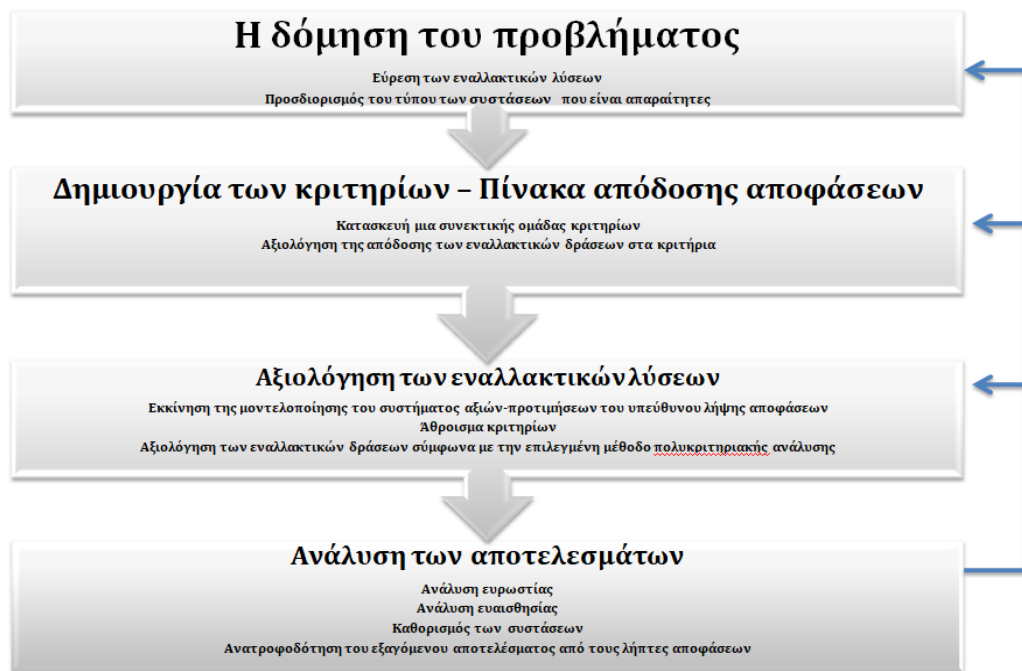 Η δόμηση του προβλήματος
Εύρεση των εναλλακτικών λύσεων
Προσδιορισμός του τύπου των συστάσεων που είναι απαραίτητες
Δημιουργία των κριτηρίων – Πίνακα απόδοσης αποφάσεων
Κατασκευή μια συνεκτικής ομάδας κριτηρίων
Αξιολόγηση της απόδοσης των εναλλακτικών δράσεων στα κριτήρια
Αξιολόγηση των εναλλακτικών λύσεων
Εκκίνηση της μοντελοποίησης του συστήματος αξιών-προτιμήσεων του υπεύθυνου λήψης αποφάσεων
Άθροισμα κριτηρίων
Αξιολόγηση των εναλλακτικών δράσεων σύμφωνα με την επιλεγμένη μέθοδο πολυκριτηριακής ανάλυσης
Ανάλυση των αποτελεσμάτων
Ανάλυση ευρωστίας
Ανάλυση ευαισθησίας
Καθορισμός των συστάσεων
Ανατροφοδότηση του εξαγόμενου αποτελέσματος από τους λήπτες αποφάσεων